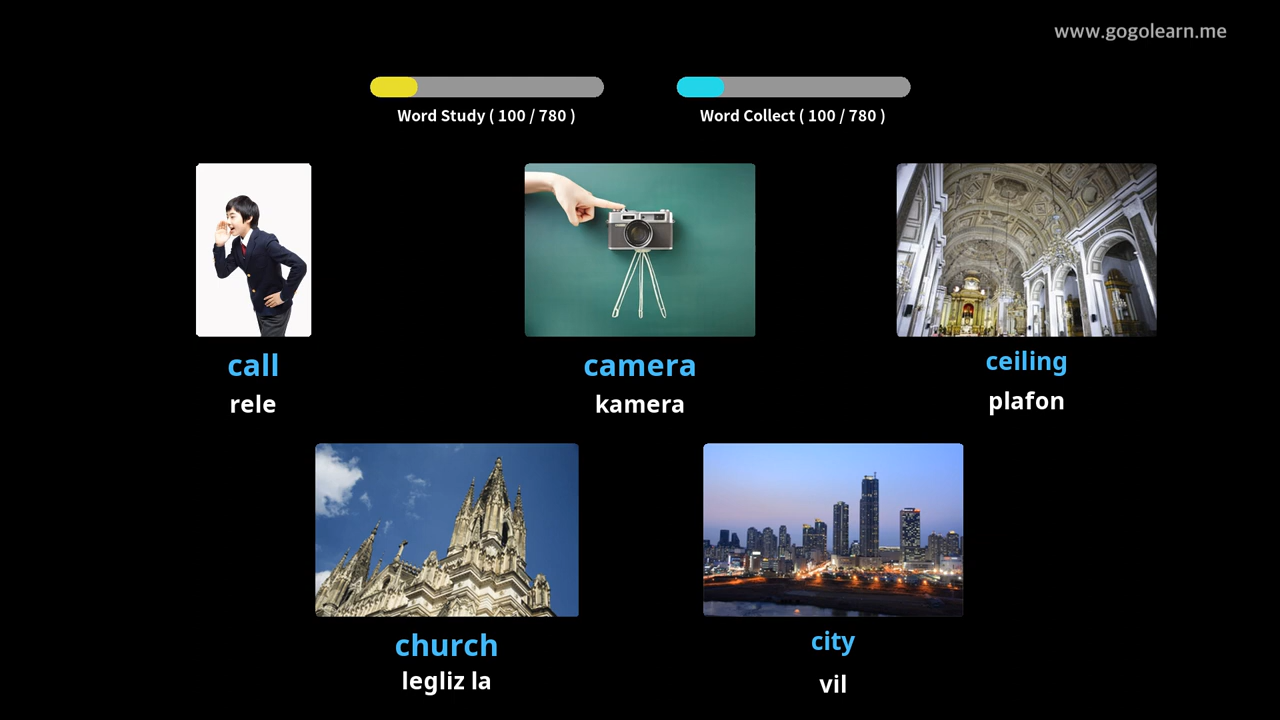 www.gogolearn.me
Word Study ( 100 / 780 )
Word Collect ( 100 / 780 )
call
rele
camera
kamera
ceiling
plafon
church
legliz la
city
vil